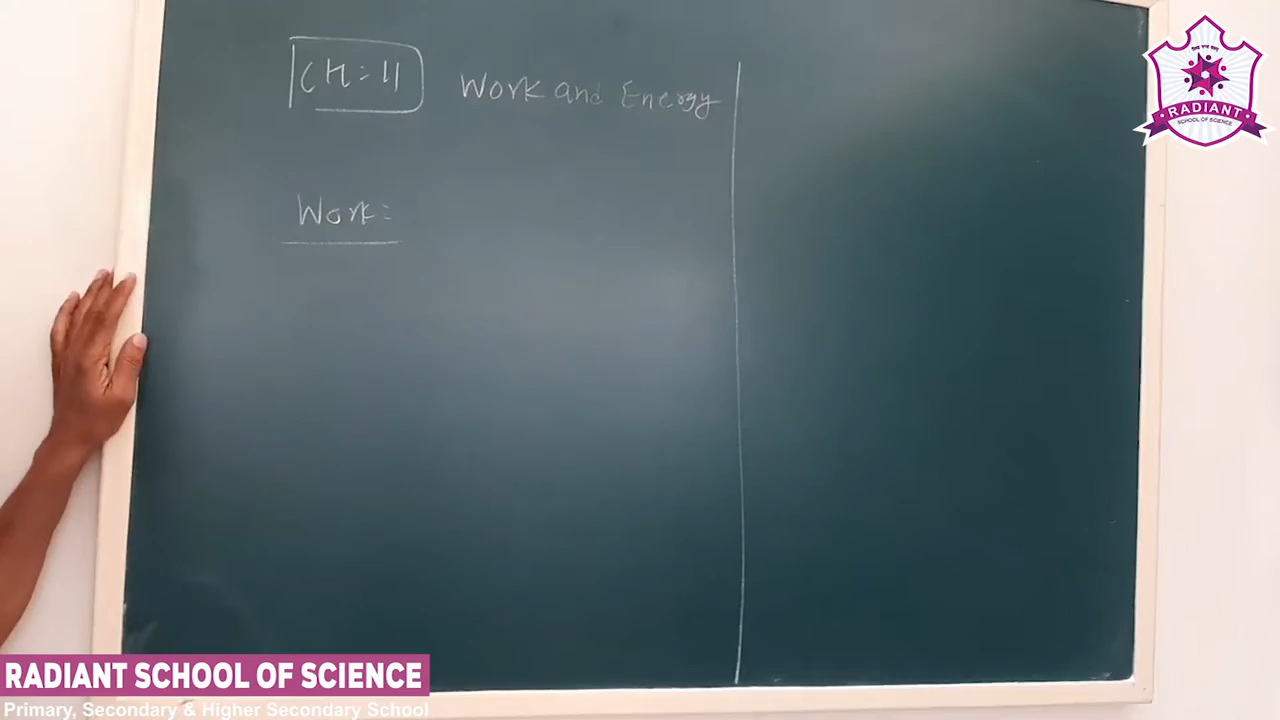 CH = 11 Work and Energy
Work:
RADIANT
SCHOOL OF SCIENCE
RADIANT SCHOOL OF SCIENCE
Primary, Secondary & Higher Secondary School